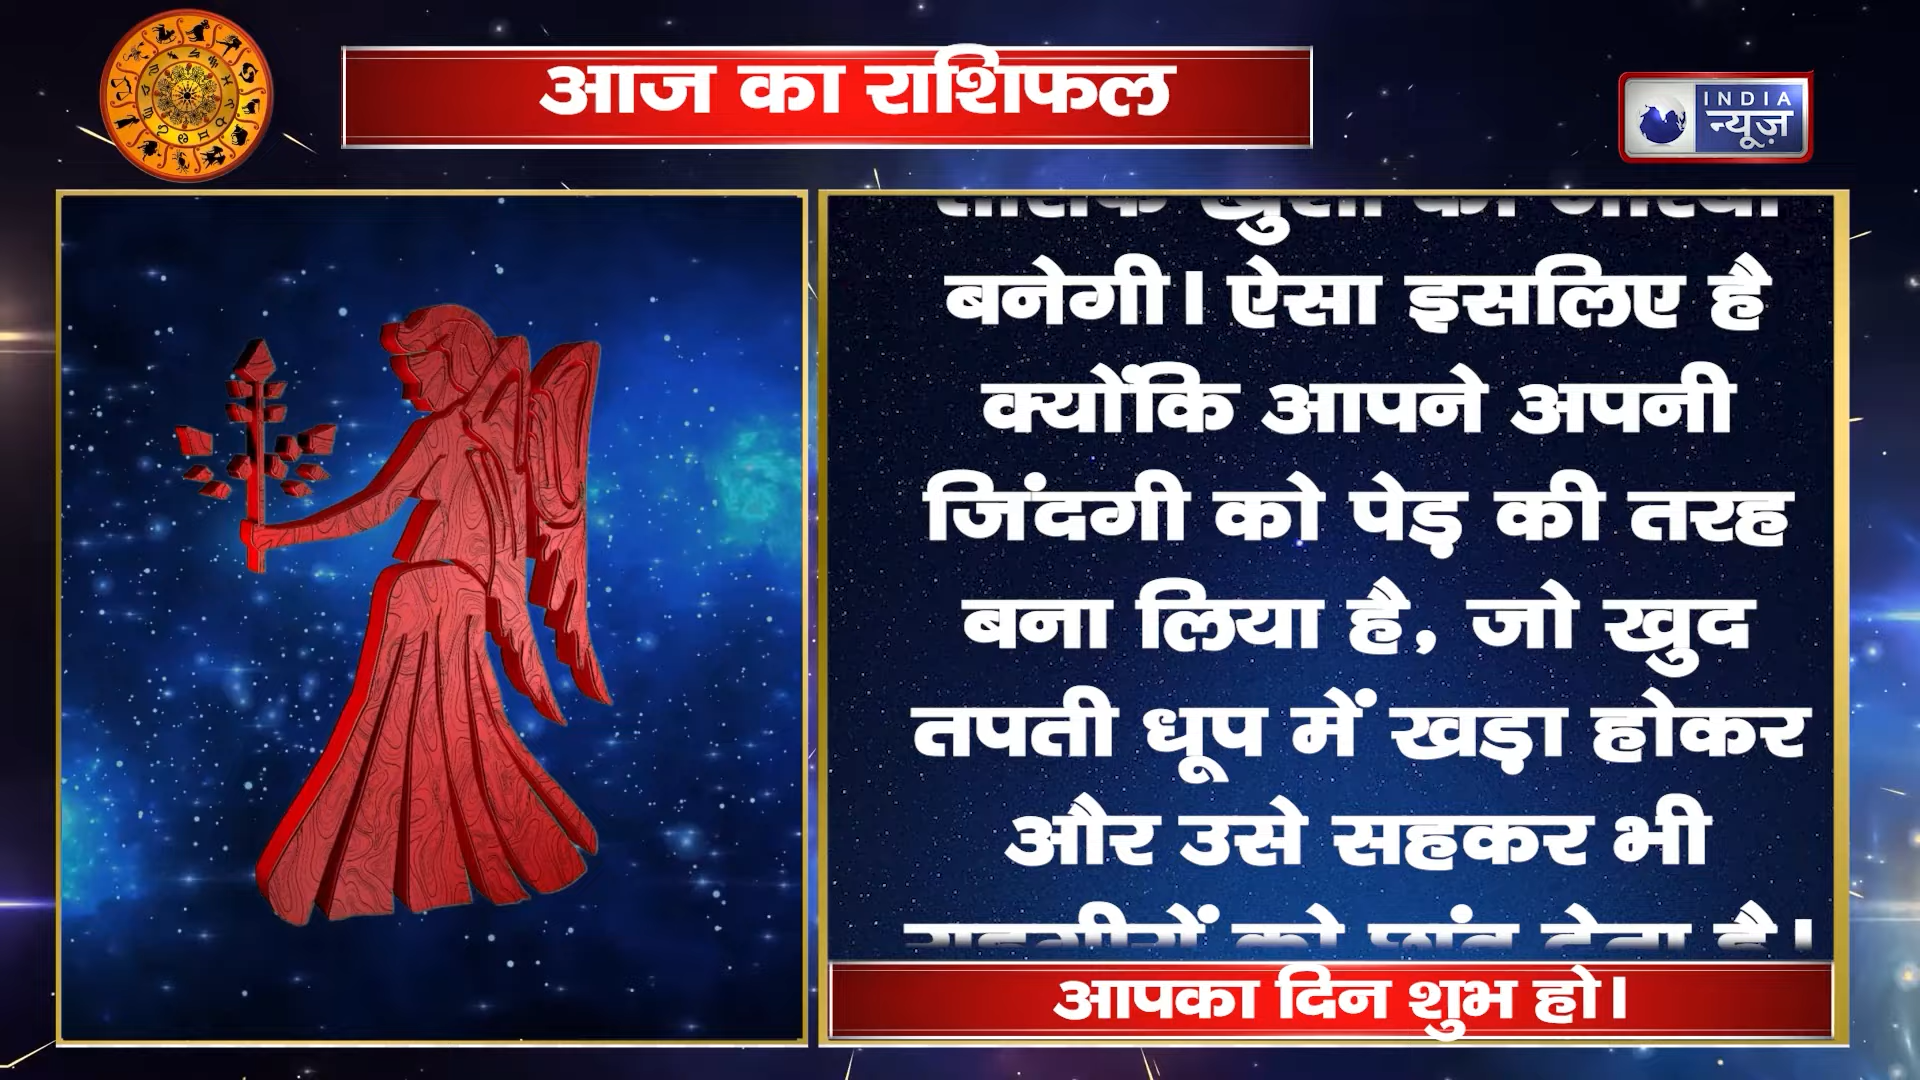 आज का राशिफल
INDIA
न्यूज़
बनेगी। ऐसा इसलिए है
क्योंकि आपने अपनी
जिंदगी को पेड़ की तरह
बना लिया है, जो खुद
तपती धूप में खड़ा होकर
और उसे सहकर भी
को छांव देता है।
आपका दिन शुभ हो।